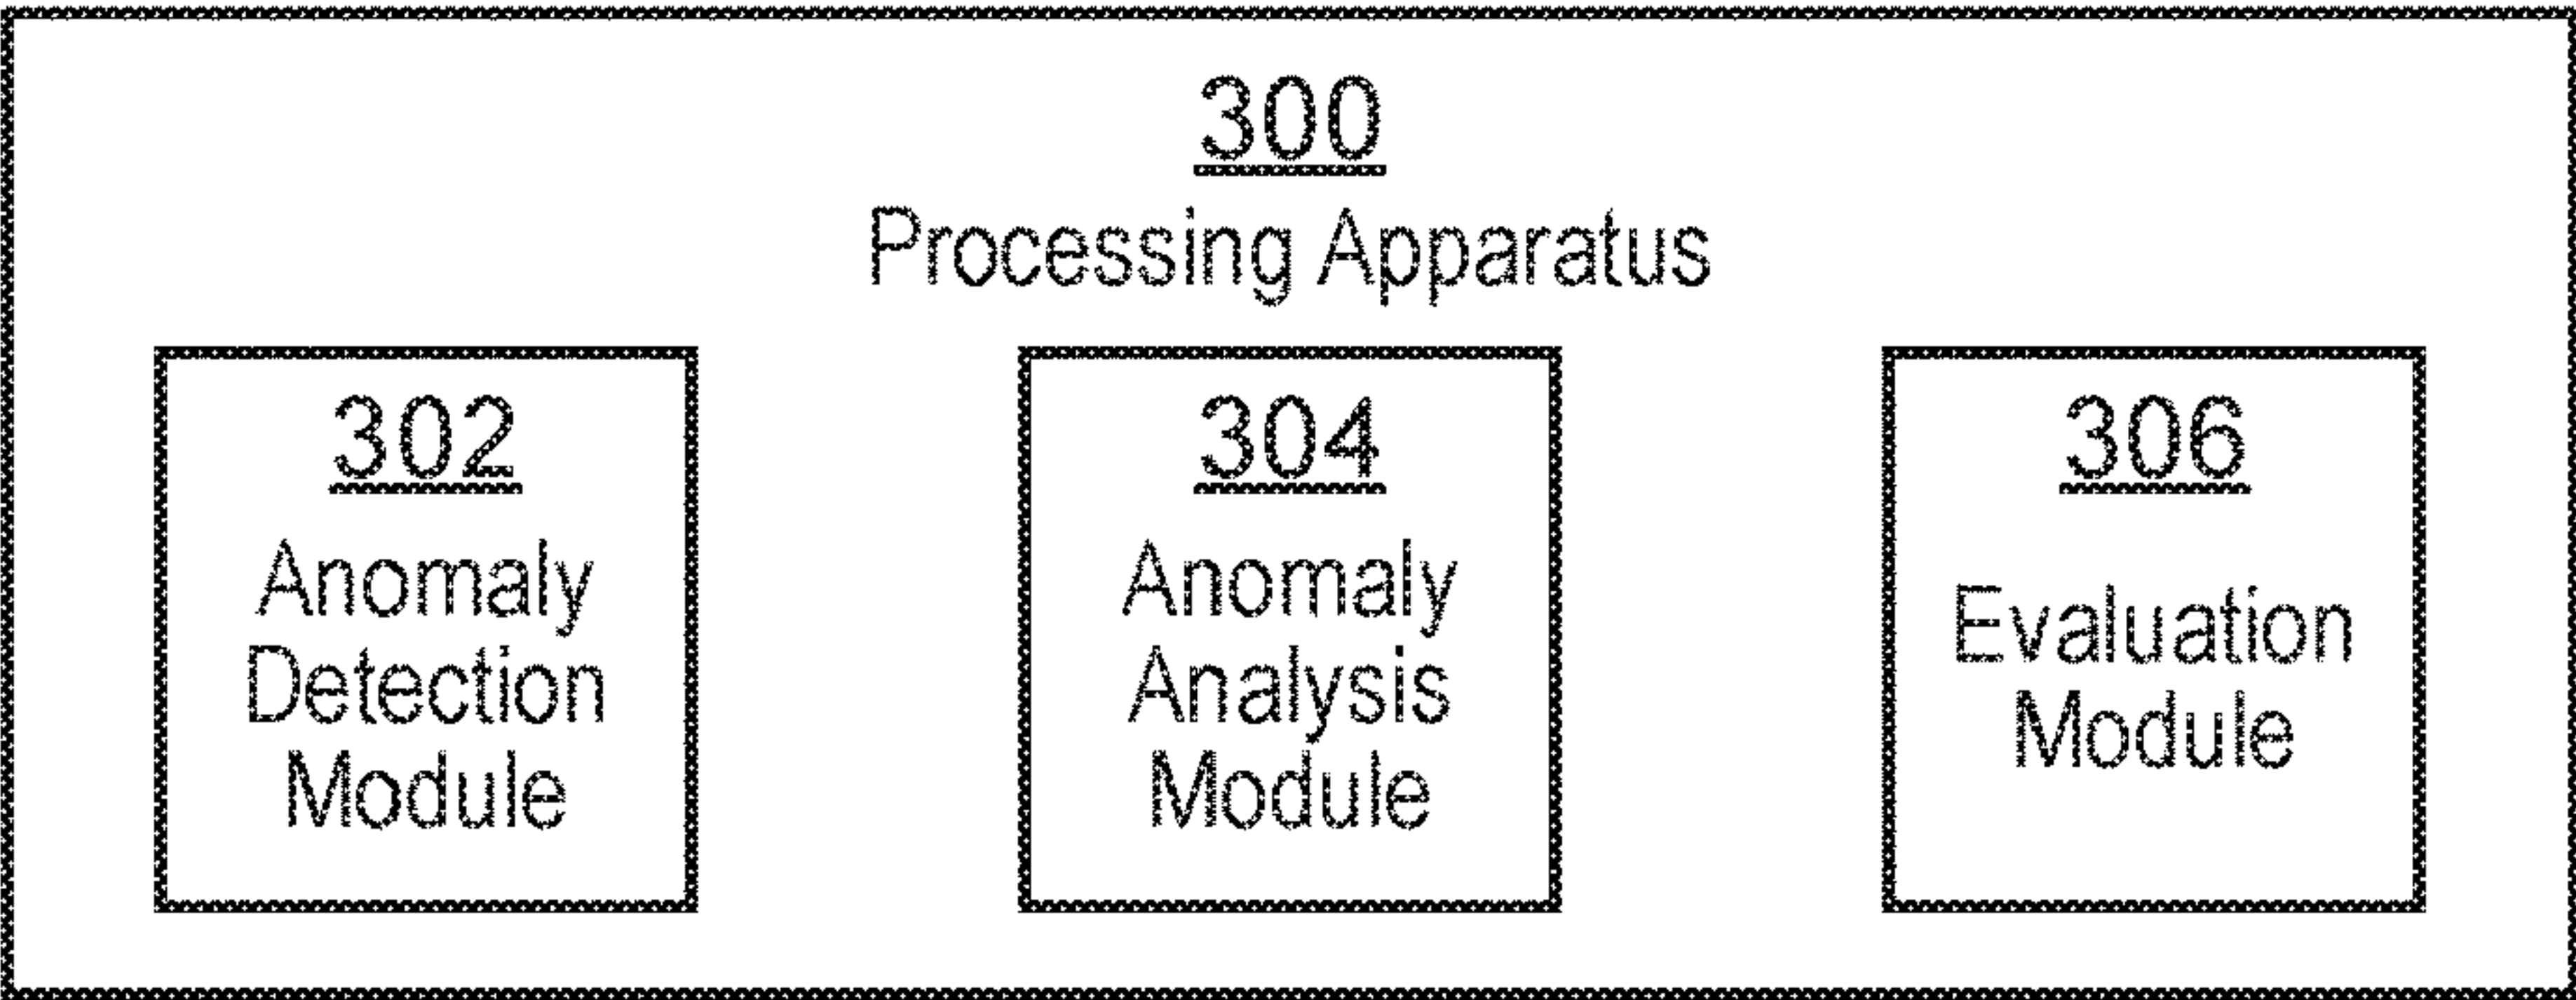 300
Processing Apparatus
302
Anomaly
Detection
Module
304
Anomaly
Analysis
Module
306
Evaluation
Module